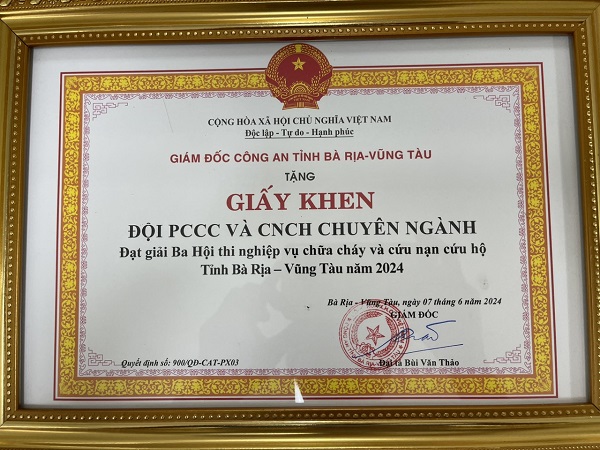 CỘNG HÒA XÃ HỘI CHỦ NGHĨA VIỆT NAM
Độc lập - Tự do - Hạnh phúc
GIÁM ĐỐC CÔNG AN TỈNH BÀ RỊA-VŨNG TÀU
TẶNG
GIẤY KHEN
ĐỘI PCCC VÀ CNCH CHUYÊN NGÀNH
Đạt giải Ba Hội thi nghiệp vụ chữa cháy và cứu nạn cứu hộ
Tỉnh Bà Rịa – Vũng Tàu năm 2024
Bà Rịa - Vũng Tàu, ngày 07 tháng 6 năm 2024
GIÁM ĐỐC
Quyết định số: 900/QĐ-CAT-PX03
Đại tá Bùi Văn Thảo